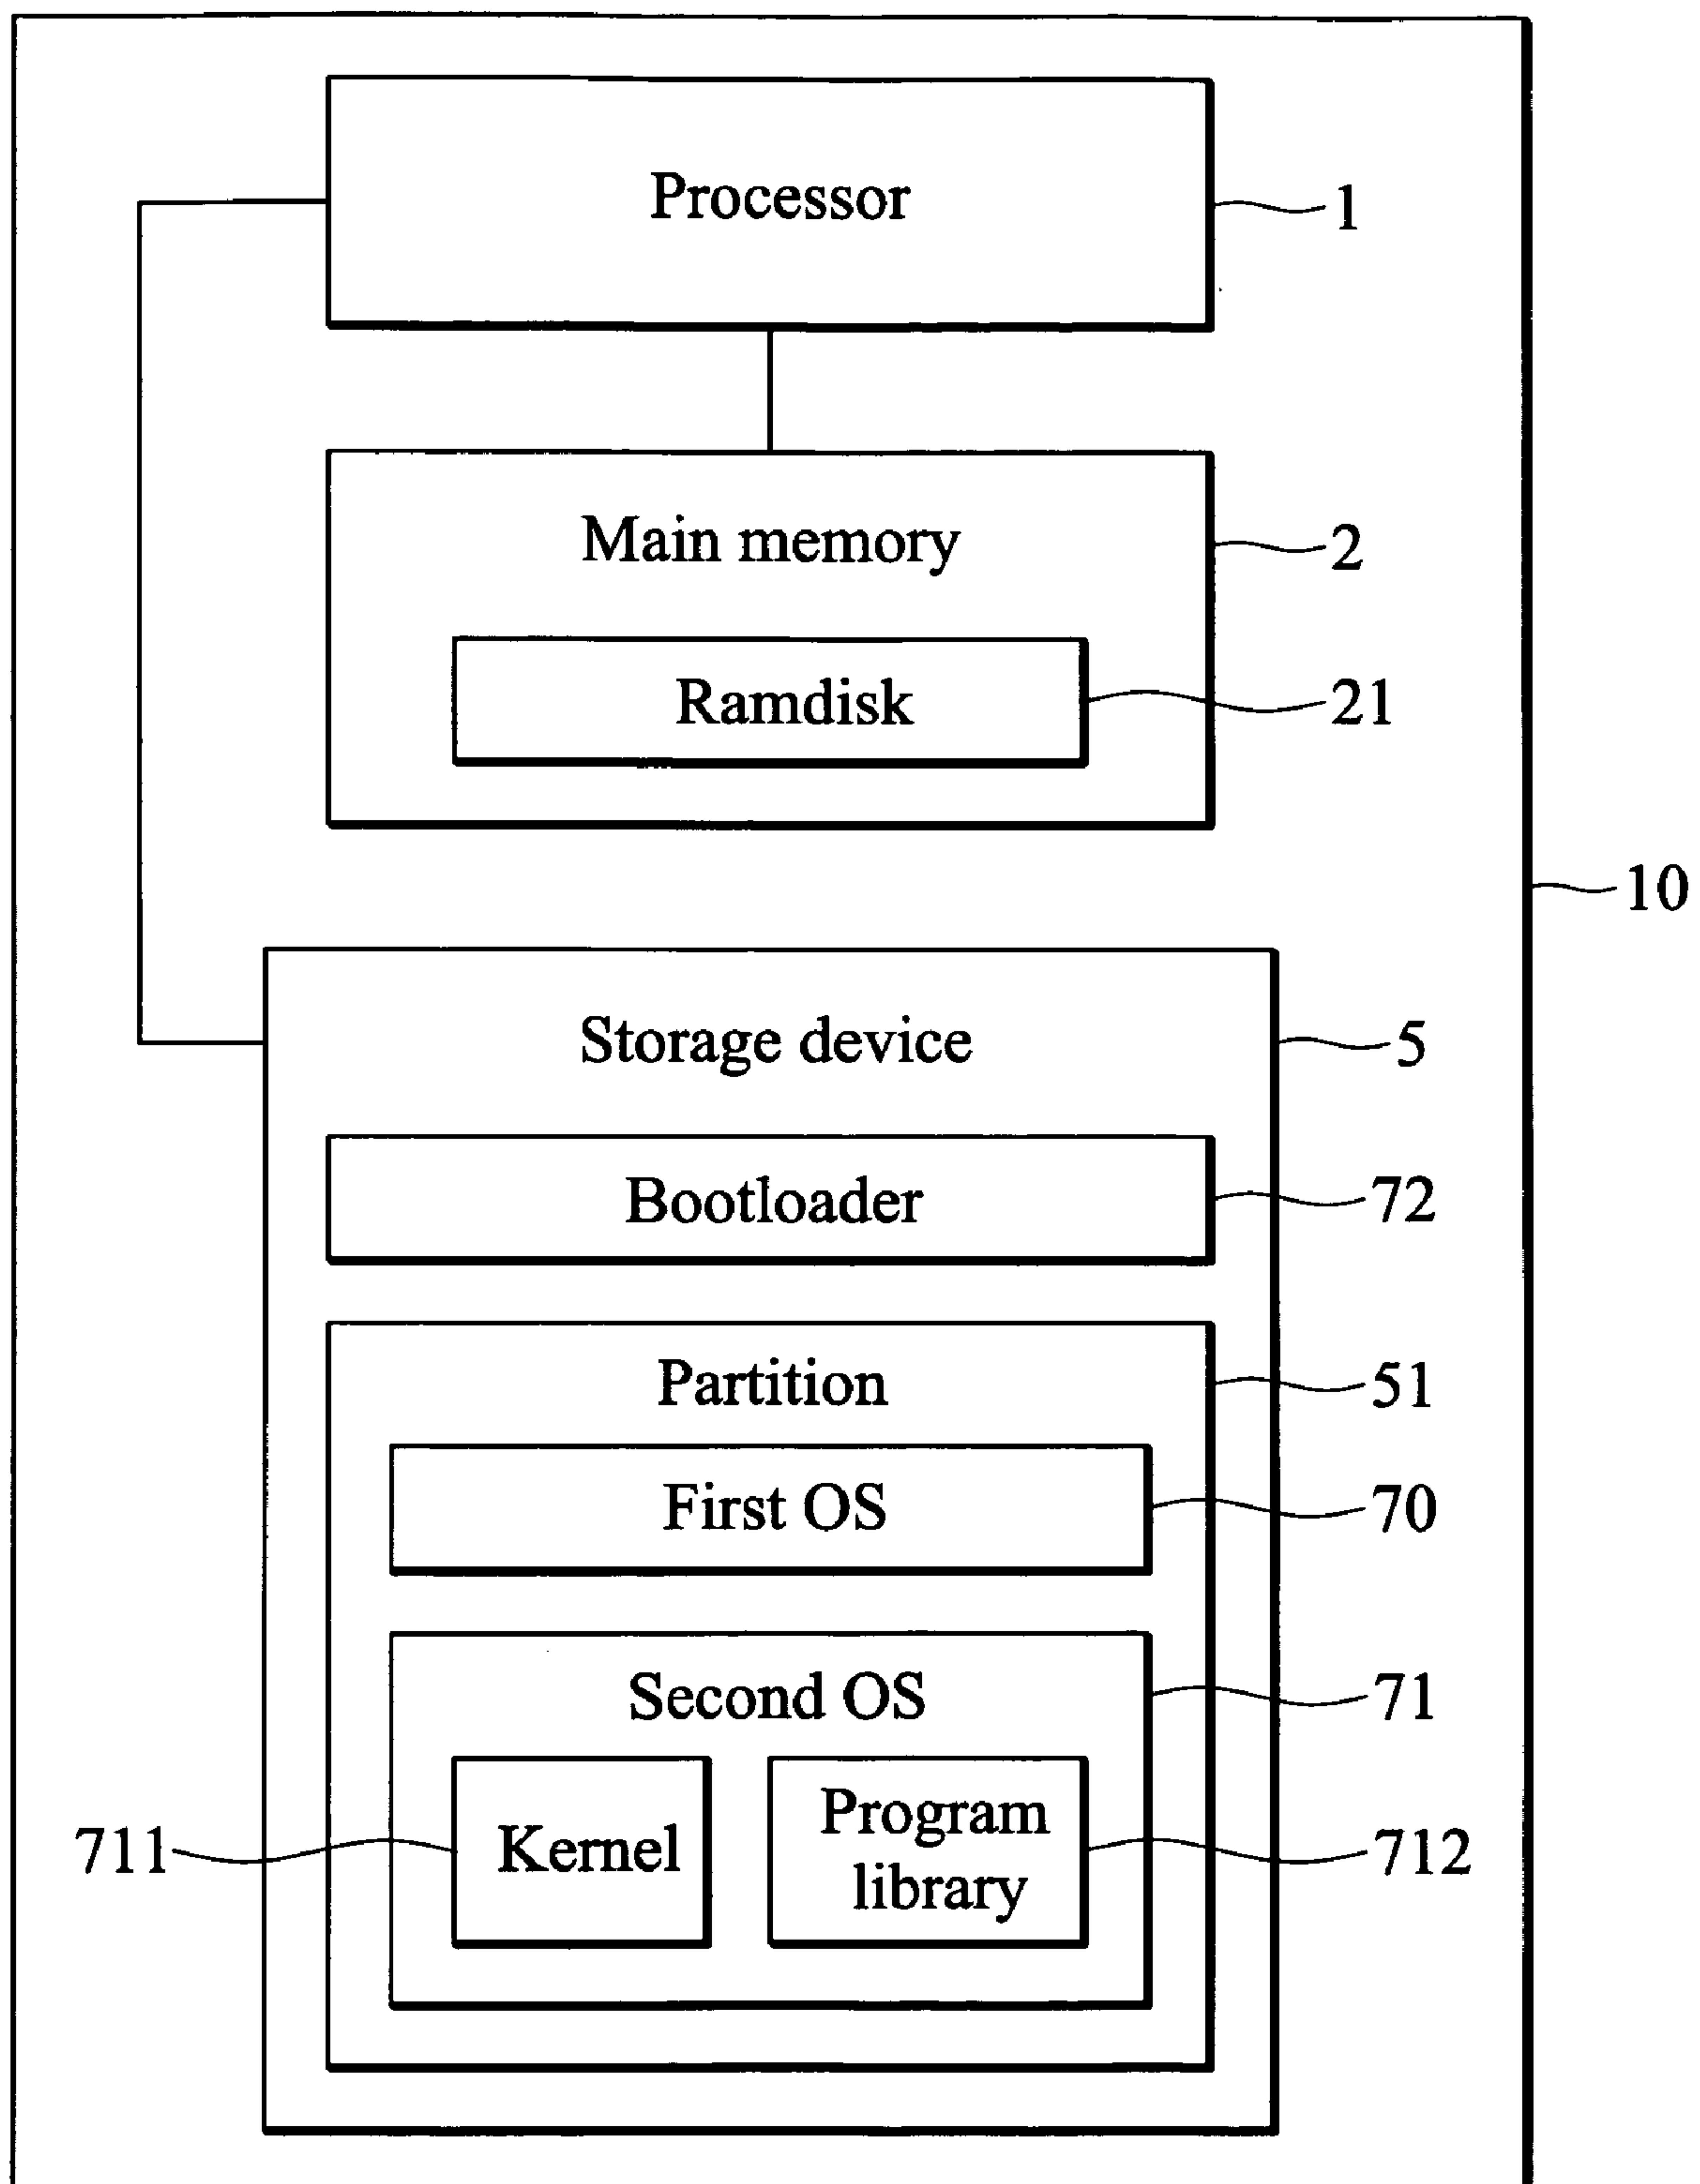 Processor
1
Main memory
2
Ramdisk
21
10
Storage device
5
Bootloader
72
Partition
51
First OS
70
Second OS
71
711
Kernel
Program
library
712